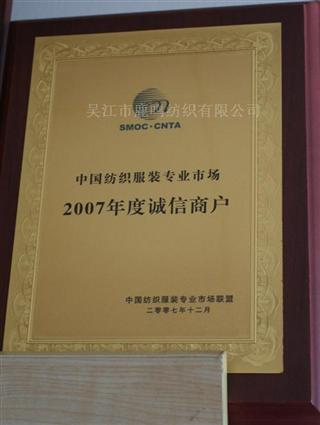 吴江市鹿鸣纺织有限公司
SMOC·CNTA
中国纺织服装专业市场
2007年度诚信商户
中国纺织服装专业市场联盟
二零零七年十二月